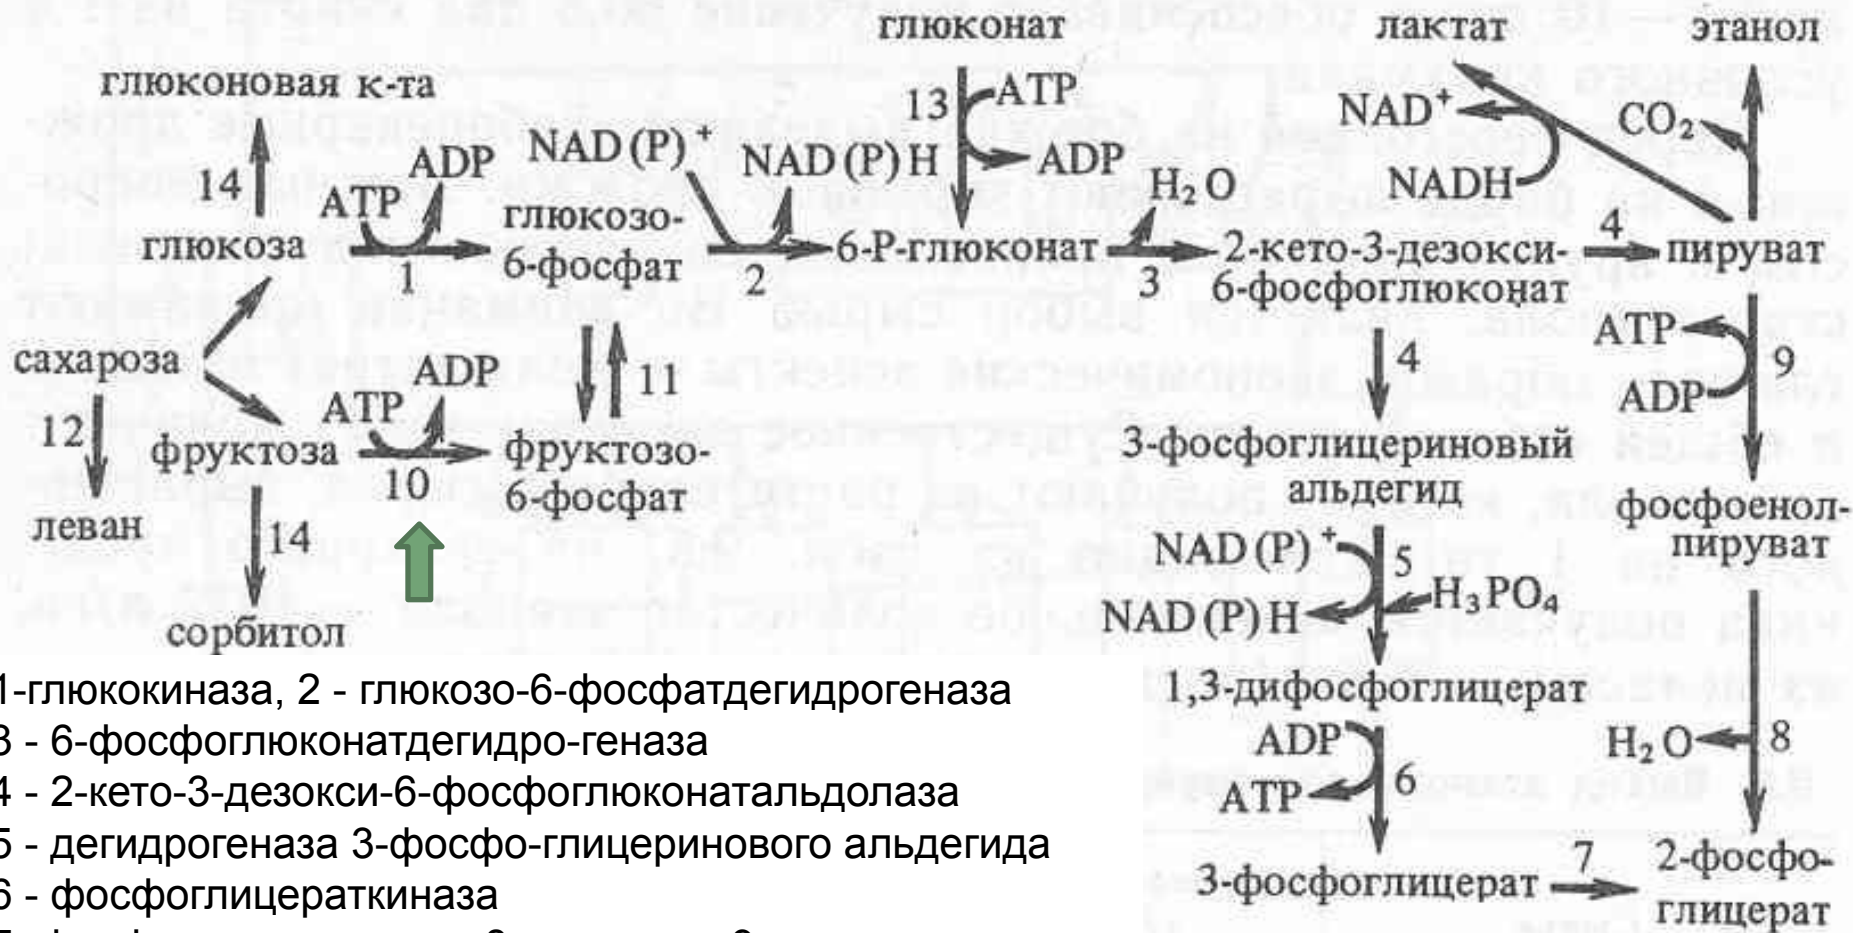 глюконат
лактат
этанол
глюконовая к-та
ATP
13
NAD⁺
CO₂
ADP
NAD(P)⁺
NAD(P)H
ADP
14
ATP
H₂O
NADH
глюкоза
глюкозо-
6-фосфат
6-Р-глюконат
2-кето-3-дезокси-
6-фосфоглюконат
4
пируват
1
2
3
сахароза
ADP
11
4
ATP
9
ADP
12
ATP
фруктоза
фруктозо-
6-фосфат
10
3-фосфоглицериновый
альдегид
леван
14
фосфоенол-
пируват
NAD(P)⁺
5
H₃PO₄
NAD(P)H
сорбитол
1-глюкокиназа, 2 - глюкозо-6-фосфатдегидрогеназа
1,3-дифосфоглицерат
3 - 6-фосфоглюконатдегидро-геназа
ADP
6
ATP
H₂O
8
4 - 2-кето-3-дезокси-6-фосфоглюконатальдолаза
5 - дегидрогеназа 3-фосфо-глицеринового альдегида
6 - фосфоглицераткиназа
3-фосфоглицерат
7
2-фосфо-
глицерат